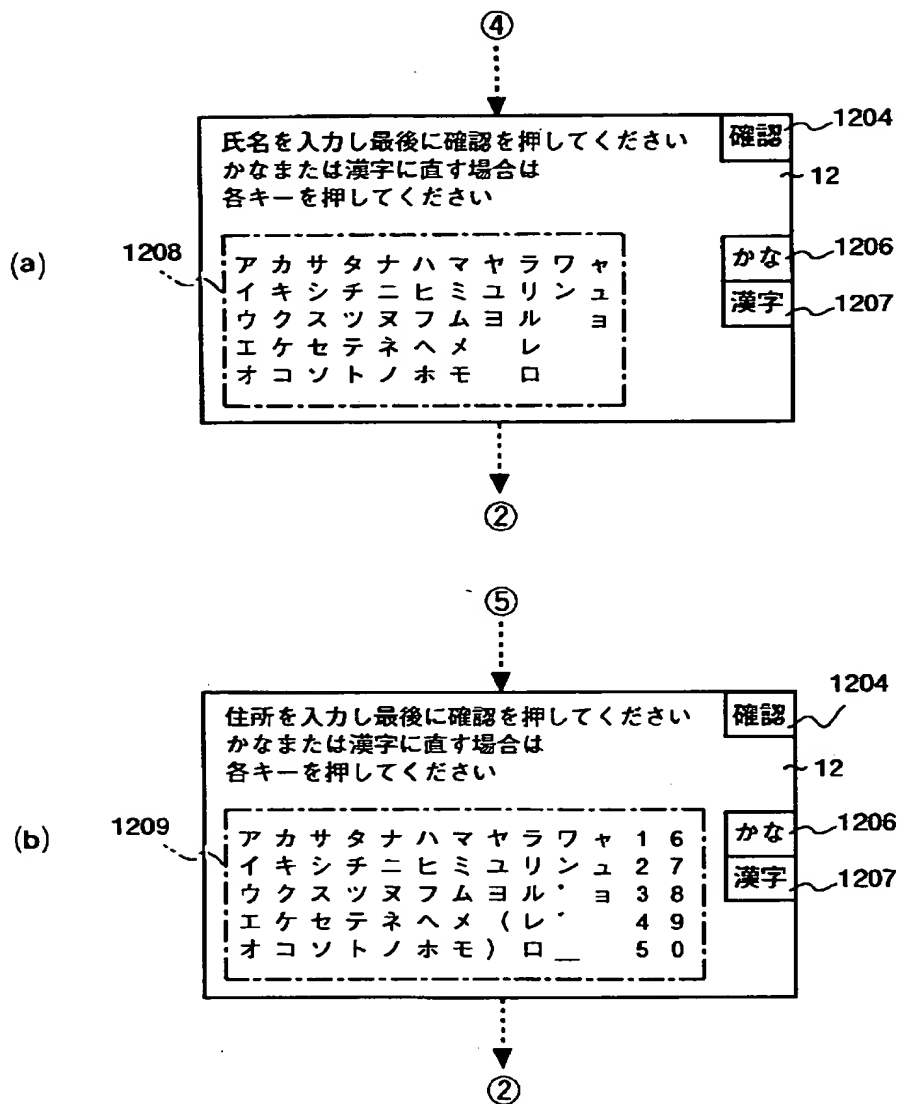 ④
氏名を入力し最後に確認を押してください
かなまたは漢字に直す場合は
各キーを押してください
確認
1204
12
(a)
1208
ア カ サ タ ナ ハ マ ヤ ラ ワ ャ
イ キ シ チ ニ ヒ ミ ユ リ ン ュ
ウ ク ス ツ ヌ フ ム ヨ ル ョ
エ ケ セ テ ネ ヘ メ レ
オ コ ソ ト ノ ホ モ ロ
かな
1206
漢字
1207
②
⑤
住所を入力し最後に確認を押してください
かなまたは漢字に直す場合は
各キーを押してください
確認
1204
12
(b)
1209
ア カ サ タ ナ ハ マ ヤ ラ ワ ャ 1 6
イ キ シ チ ニ ヒ ミ ユ リ ン ュ 2 7
ウ ク ス ツ ヌ フ ム ヨ ル ゜ ョ 3 8
エ ケ セ テ ネ ヘ メ ( レ ゛ 4 9
オ コ ソ ト ノ ホ モ ) ロ __ 5 0
かな
1206
漢字
1207
②